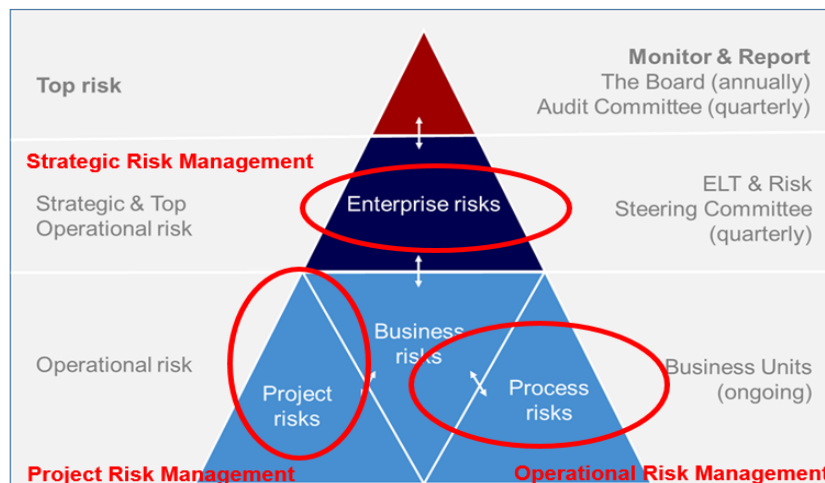 Top risk
Monitor & Report
The Board (annually)
Audit Committee (quarterly)
Strategic Risk Management
Strategic & Top
Operational risk
Enterprise risks
ELT & Risk
Steering Committee
(quarterly)
Operational risk
Business
risks
Project
risks
Process
risks
Business Units
(ongoing)
Project Risk Management
Operational Risk Management